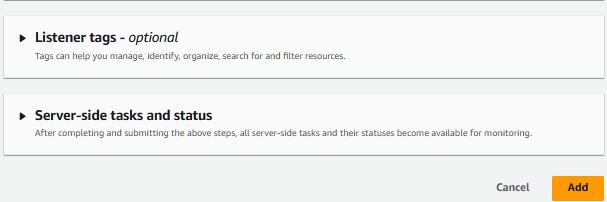 Listener tags - optional
Tags can help you manage, identify, organize, search for and filter resources.
Server-side tasks and status
After completing and submitting the above steps, all server-side tasks and their statuses become available for monitoring.
Cancel
Add